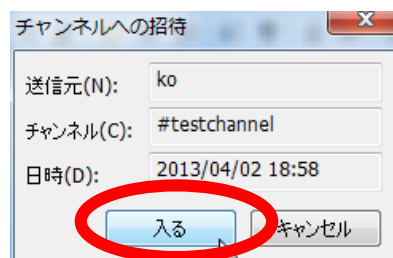 チャンネルへの招待
送信元(N): ko
チャンネル(C): #testchannel
日時(D): 2013/04/02 18:58
入る キャンセル